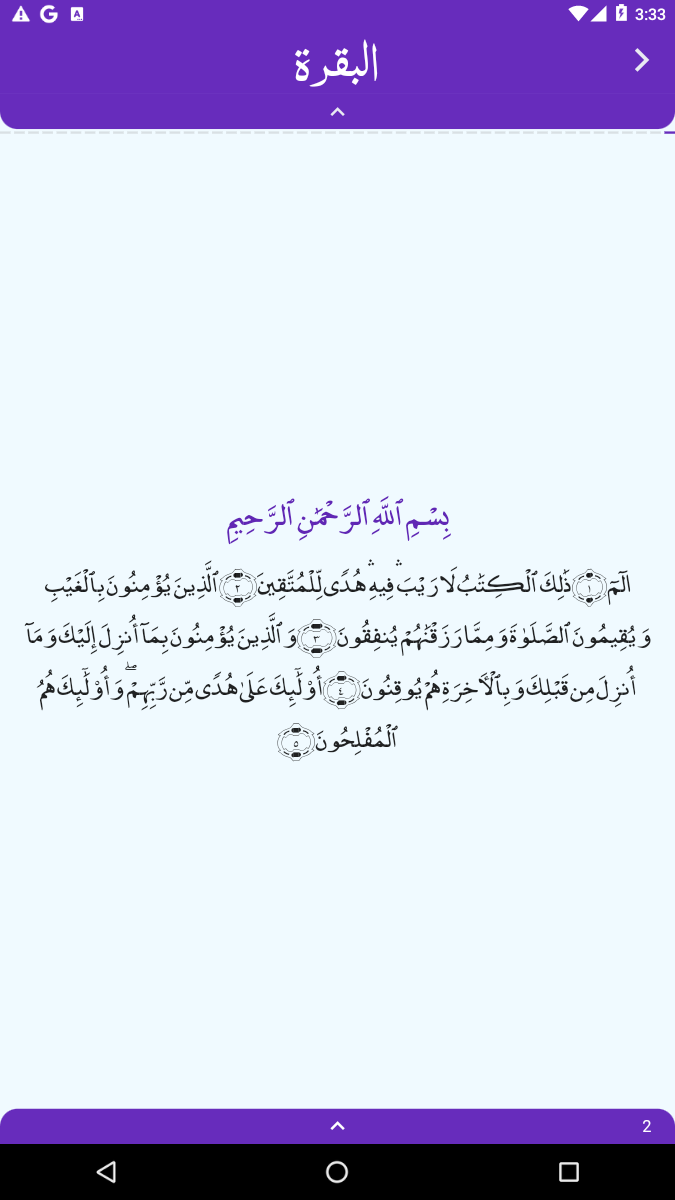 3:33
البقرة
بِسْمِ ٱللَّهِ ٱلرَّحْمَٰنِ ٱلرَّحِيمِ
الٓمٓ ١ ذَٰلِكَ ٱلْكِتَٰبُ لَا رَيْبَ ۛ فِيهِ ۛ هُدًى لِّلْمُتَّقِينَ ٢ ٱلَّذِينَ يُؤْمِنُونَ بِٱلْغَيْبِ
وَيُقِيمُونَ ٱلصَّلَوٰةَ وَمِمَّا رَزَقْنَٰهُمْ يُنفِقُونَ ٣ وَٱلَّذِينَ يُؤْمِنُونَ بِمَآ أُنزِلَ إِلَيْكَ وَمَآ
أُنزِلَ مِن قَبْلِكَ وَبِٱلْءَاخِرَةِ هُمْ يُوقِنُونَ ٤ أُو۟لَٰٓئِكَ عَلَىٰ هُدًى مِّن رَّبِّهِمْ ۖ وَأُو۟لَٰٓئِكَ هُمُ
ٱلْمُفْلِحُونَ ٥
2